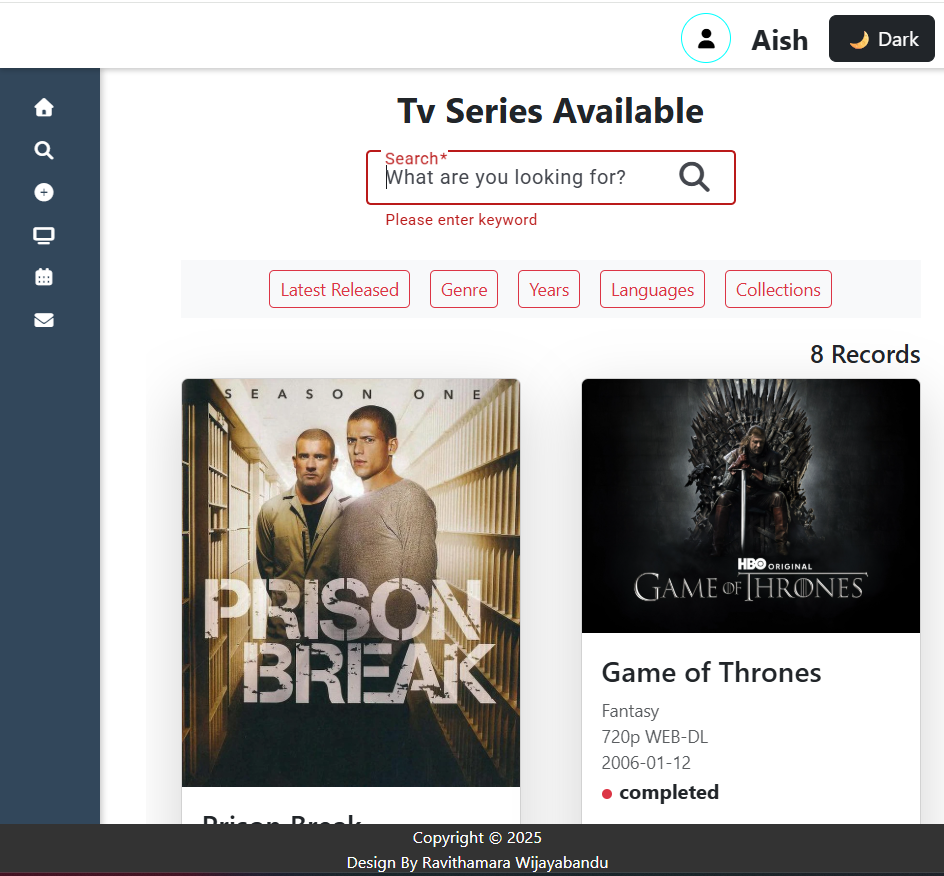 Aish
🌙 Dark
Tv Series Available
Search*
What are you looking for?
Please enter keyword
Latest Released
Genre
Years
Languages
Collections
8 Records
SEASON ONE
PRISON
BREAK
Prison Break
HBO ORIGINAL
GAME OF THRONES
Game of Thrones
Fantasy
720p WEB-DL
2006-01-12
completed
Copyright © 2025
Design By Ravithamara Wijayabandu